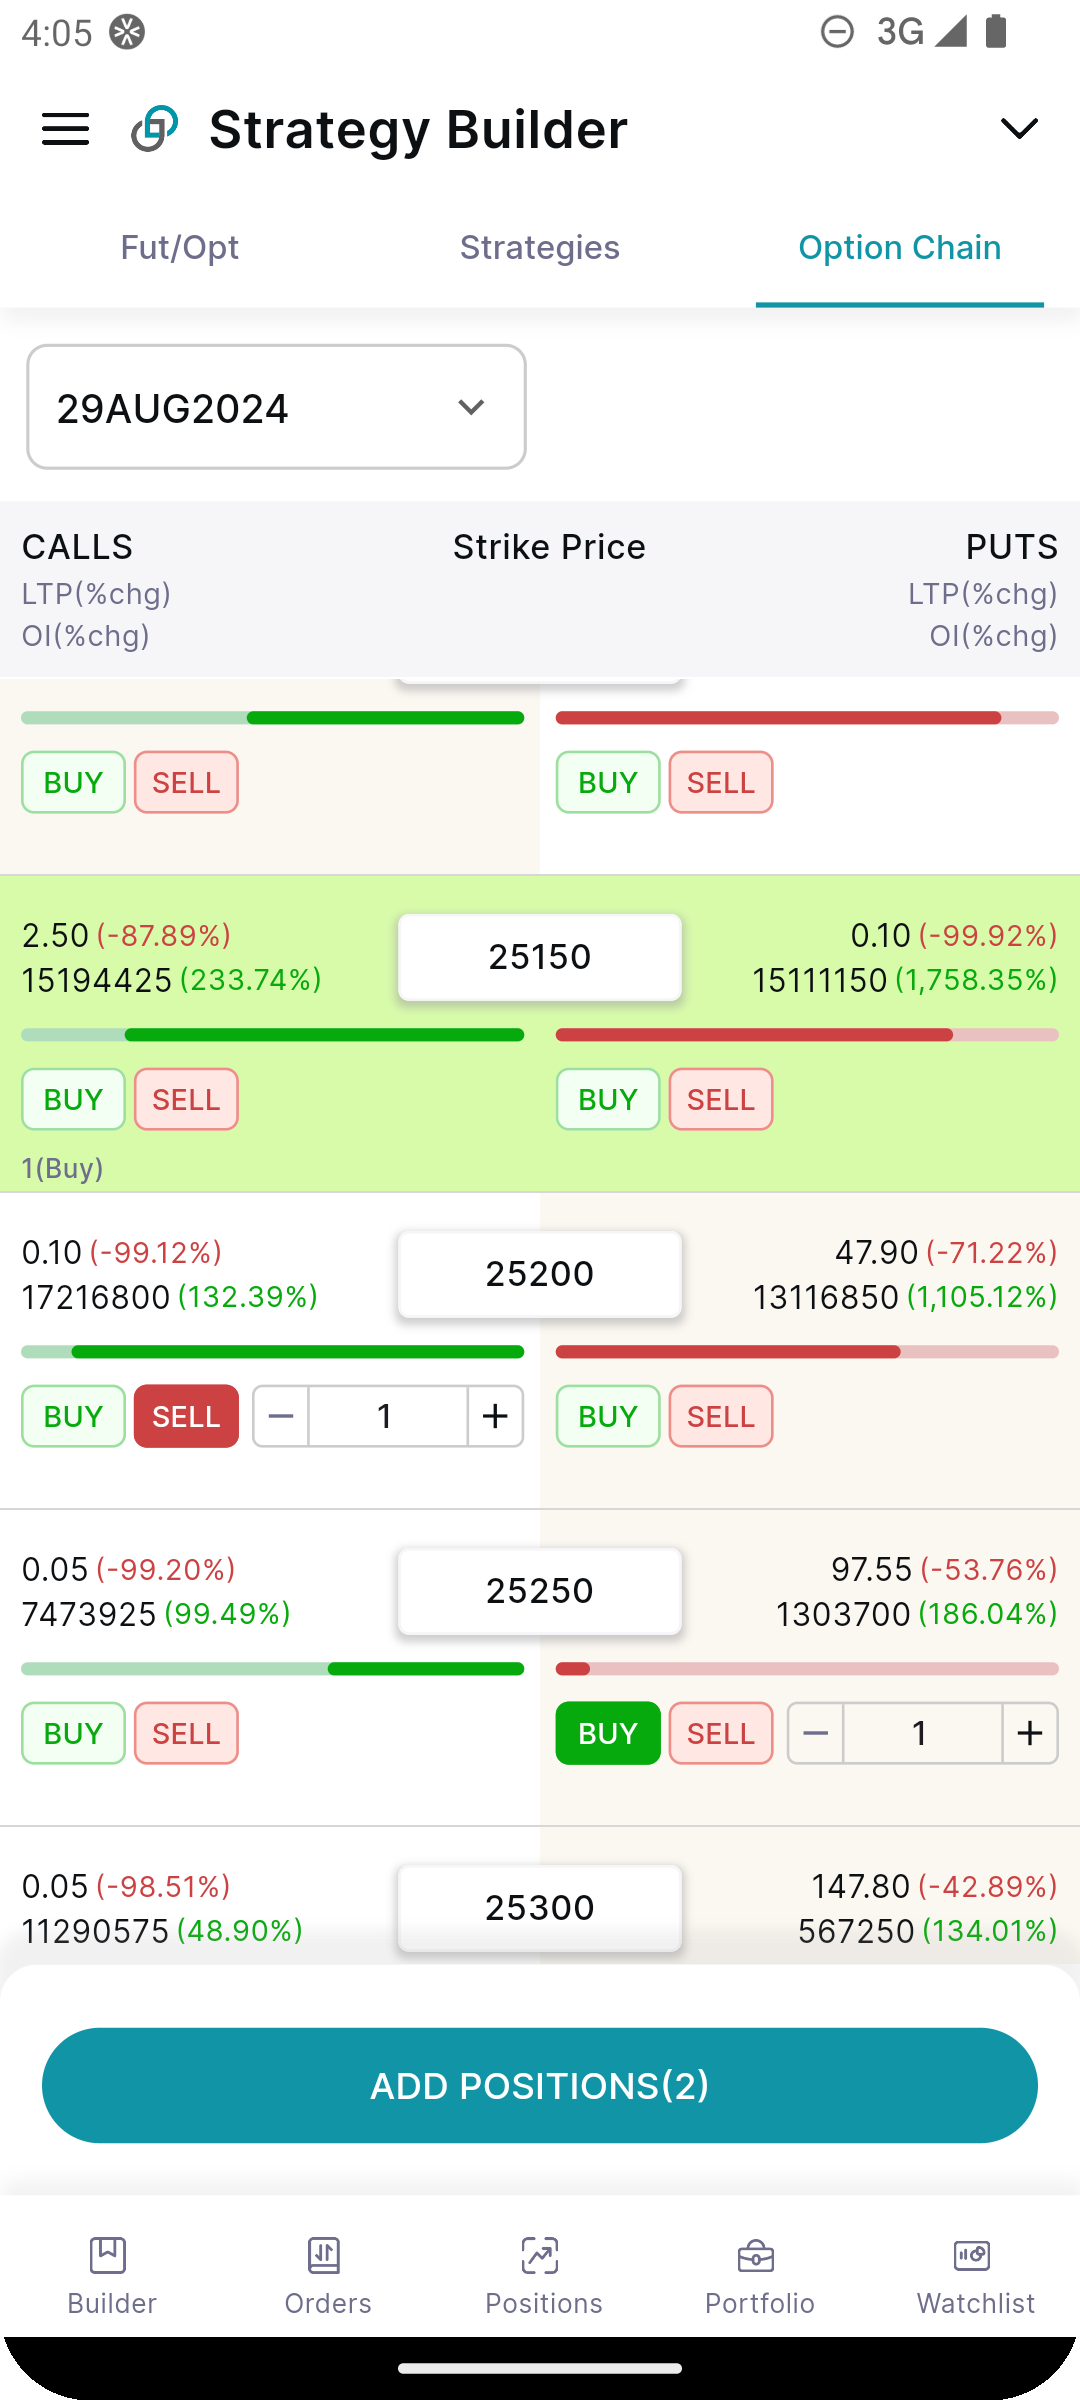 4:05 3G
Strategy Builder
Fut/Opt Strategies Option Chain
29AUG2024
CALLS Strike Price PUTS
LTP(%chg) LTP(%chg)
OI(%chg) OI(%chg)
BUY SELL BUY SELL
2.50 (-87.89%) 25150 0.10 (-99.92%)
15194425 (233.74%) 15111150 (1,758.35%)
BUY SELL BUY SELL
1(Buy)
0.10 (-99.12%) 25200 47.90 (-71.22%)
17216800 (132.39%) 13116850 (1,105.12%)
BUY SELL − 1 + BUY SELL
0.05 (-99.20%) 25250 97.55 (-53.76%)
7473925 (99.49%) 1303700 (186.04%)
BUY SELL BUY SELL − 1 +
0.05 (-98.51%) 25300 147.80 (-42.89%)
11290575 (48.90%) 567250 (134.01%)
ADD POSITIONS(2)
Builder Orders Positions Portfolio Watchlist